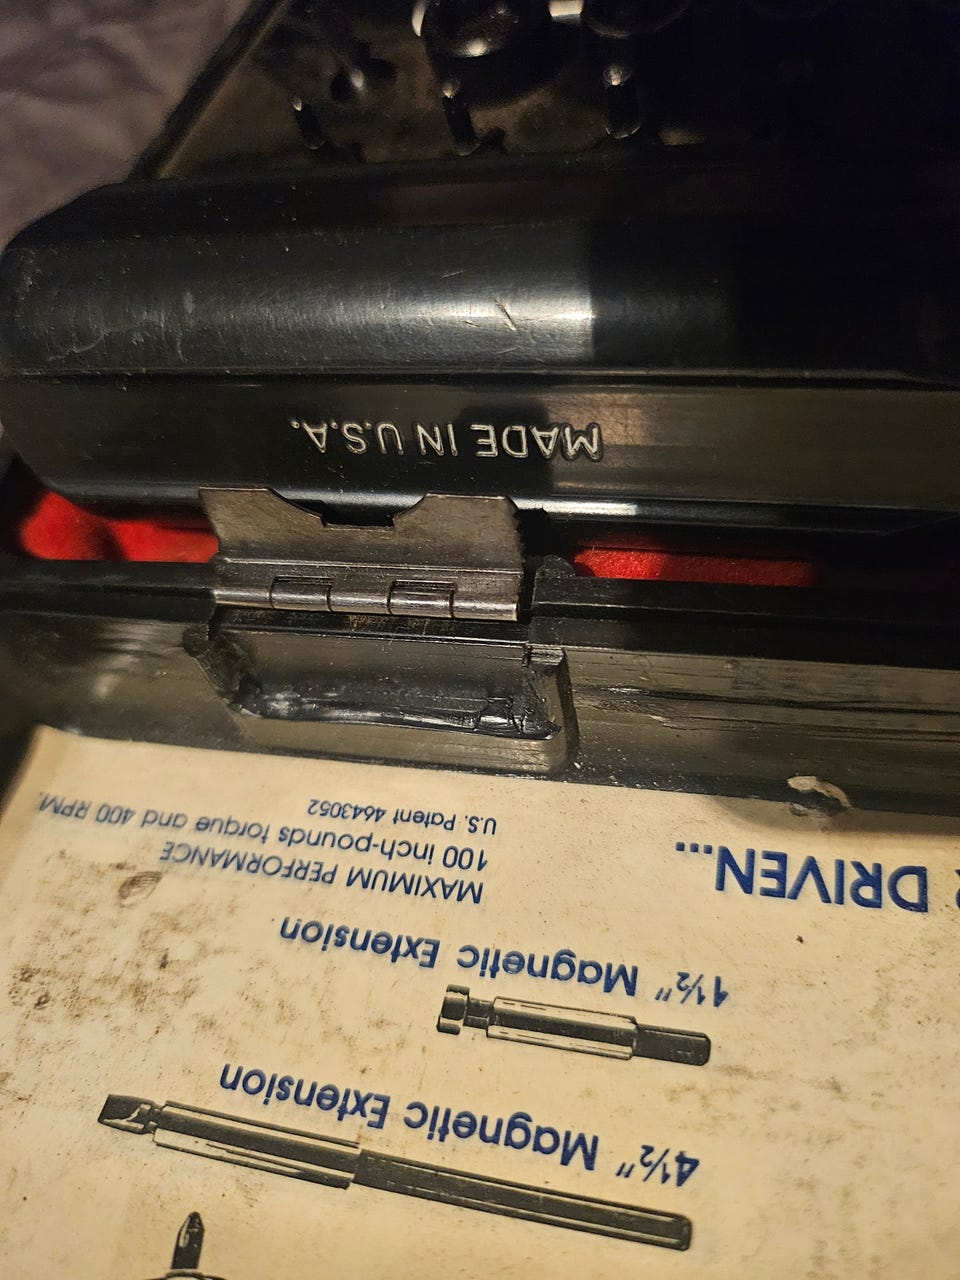 4½" Magnetic Extension
1½" Magnetic Extension
DRIVEN...
MAXIMUM PERFORMANCE
100 inch-pounds torque and 400 RPM.
U.S. Patent 4643052
MADE IN U.S.A.